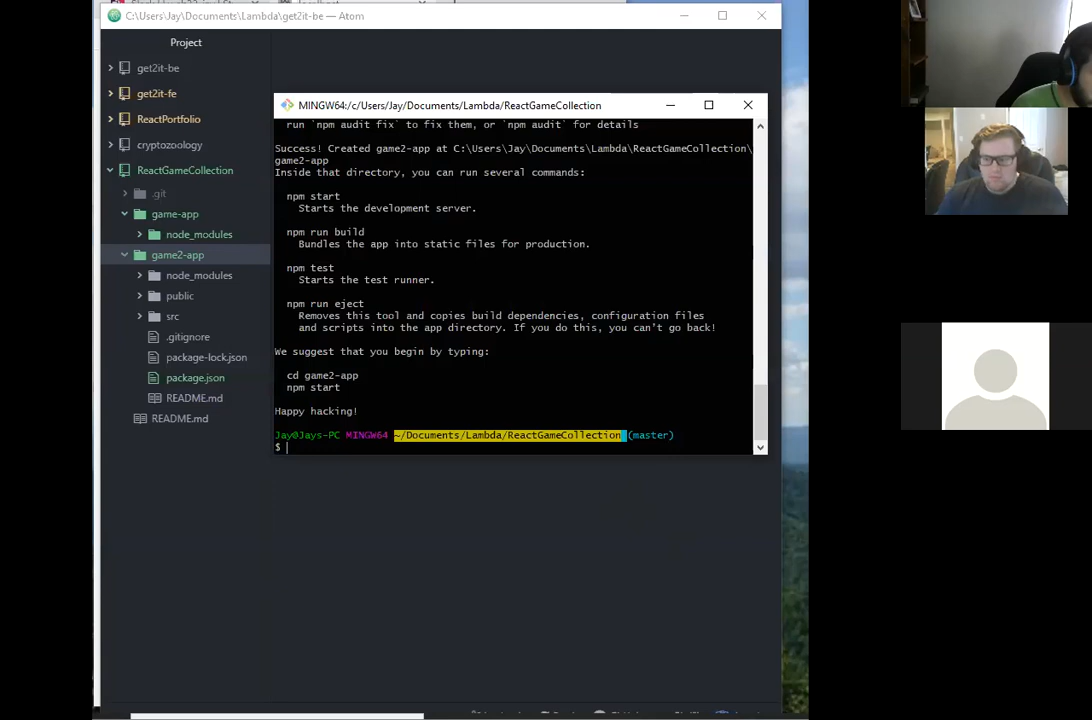 C:\Users\Jay\Documents\Lambda\get2it-be — Atom
Project
get2it-be
get2it-fe
ReactPortfolio
cryptozoology
ReactGameCollection
.git
game-app
node_modules
game2-app
node_modules
public
src
.gitignore
package-lock.json
package.json
README.md
README.md
MINGW64:/c/Users/Jay/Documents/Lambda/ReactGameCollection
run `npm audit fix` to fix them, or `npm audit` for details
Success! Created game2-app at C:\Users\Jay\Documents\Lambda\ReactGameCollection\
game2-app
Inside that directory, you can run several commands:
npm start
Starts the development server.
npm run build
Bundles the app into static files for production.
npm test
Starts the test runner.
npm run eject
Removes this tool and copies build dependencies, configuration files
and scripts into the app directory. If you do this, you can't go back!
We suggest that you begin by typing:
cd game2-app
npm start
Happy hacking!
Jay@Jays-PC MINGW64 ~/Documents/Lambda/ReactGameCollection (master)
$